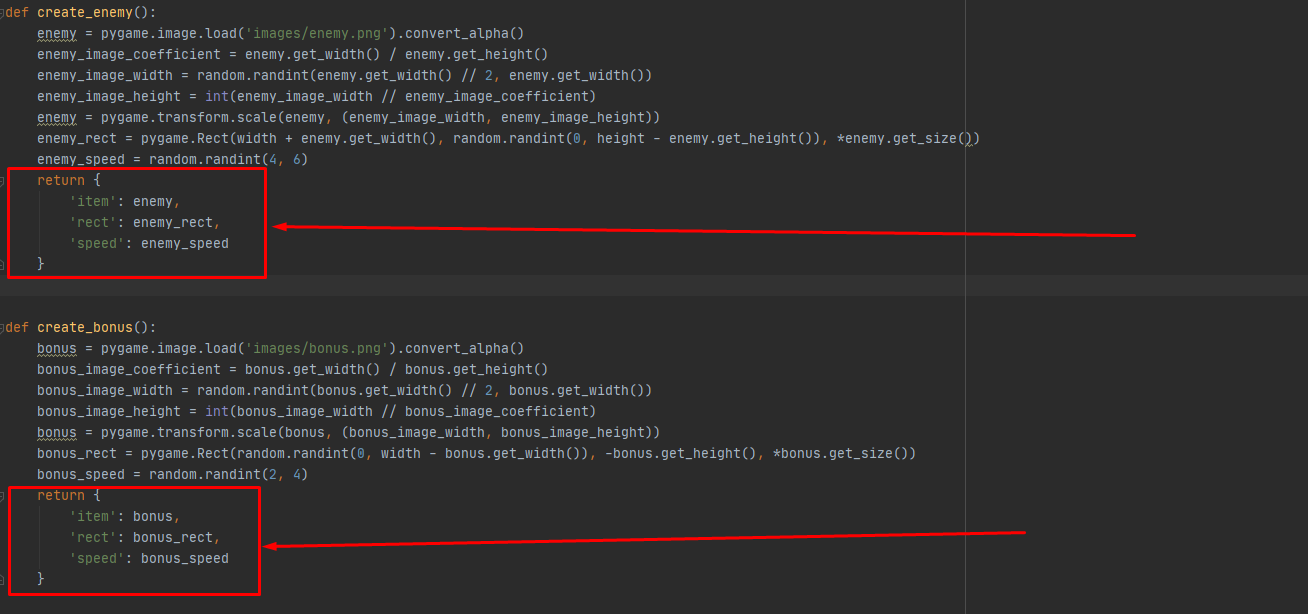 def create_enemy():
    enemy = pygame.image.load('images/enemy.png').convert_alpha()
    enemy_image_coefficient = enemy.get_width() / enemy.get_height()
    enemy_image_width = random.randint(enemy.get_width() // 2, enemy.get_width())
    enemy_image_height = int(enemy_image_width // enemy_image_coefficient)
    enemy = pygame.transform.scale(enemy, (enemy_image_width, enemy_image_height))
    enemy_rect = pygame.Rect(width + enemy.get_width(), random.randint(0, height - enemy.get_height()), *enemy.get_size())
    enemy_speed = random.randint(4, 6)
    return {
        'item': enemy,
        'rect': enemy_rect,
        'speed': enemy_speed
    }
def create_bonus():
    bonus = pygame.image.load('images/bonus.png').convert_alpha()
    bonus_image_coefficient = bonus.get_width() / bonus.get_height()
    bonus_image_width = random.randint(bonus.get_width() // 2, bonus.get_width())
    bonus_image_height = int(bonus_image_width // bonus_image_coefficient)
    bonus = pygame.transform.scale(bonus, (bonus_image_width, bonus_image_height))
    bonus_rect = pygame.Rect(random.randint(0, width - bonus.get_width()), -bonus.get_height(), *bonus.get_size())
    bonus_speed = random.randint(2, 4)
    return {
        'item': bonus,
        'rect': bonus_rect,
        'speed': bonus_speed
    }